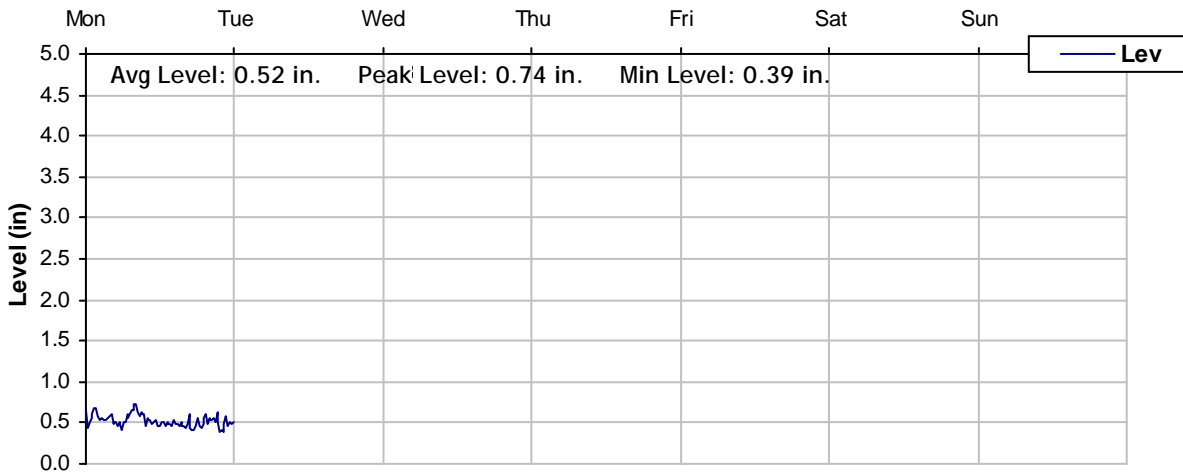 Mon Tue Wed Thu Fri Sat Sun
Lev
Avg Level: 0.52 in. Peak Level: 0.74 in. Min Level: 0.39 in.
Level (in)
5.0
4.5
4.0
3.5
3.0
2.5
2.0
1.5
1.0
0.5
0.0